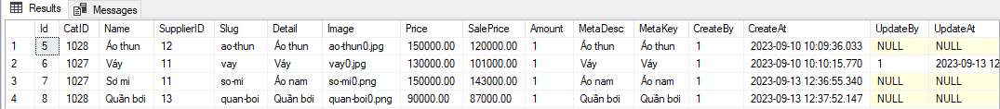 Results Messages
Id CatID Name SupplierID Slug Detail Image Price SalePrice Amount MetaDesc MetaKey CreateBy CreateAt UpdateBy UpdateAt
1 5 1028 Áo thun 12 ao-thun Áo thun ao-thun0.jpg 150000.00 120000.00 1 Áo thun Áo thun 1 2023-09-10 10:09:36.033 NULL NULL
2 6 1027 Váy 11 vay Váy vay0.jpg 130000.00 101000.00 1 Váy Váy 1 2023-09-10 10:10:15.770 1 2023-09-13 12
3 7 1027 Sơ mi 11 so-mi Áo nam so-mi0.png 150000.00 143000.00 1 Áo nam Áo nam 1 2023-09-13 12:36:55.340 NULL NULL
4 8 1028 Quần bơi 13 quan-boi Quần bơi quan-boi0.png 90000.00 87000.00 1 Quần bơi Quần bơi 1 2023-09-13 12:37:52.147 NULL NULL